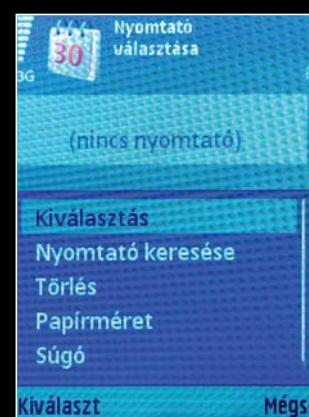 3G
30
Nyomtató
választása
(nincs nyomtató)
Kiválasztás
Nyomtató keresése
Törlés
Papírméret
Súgó
Kiválaszt
Mégs